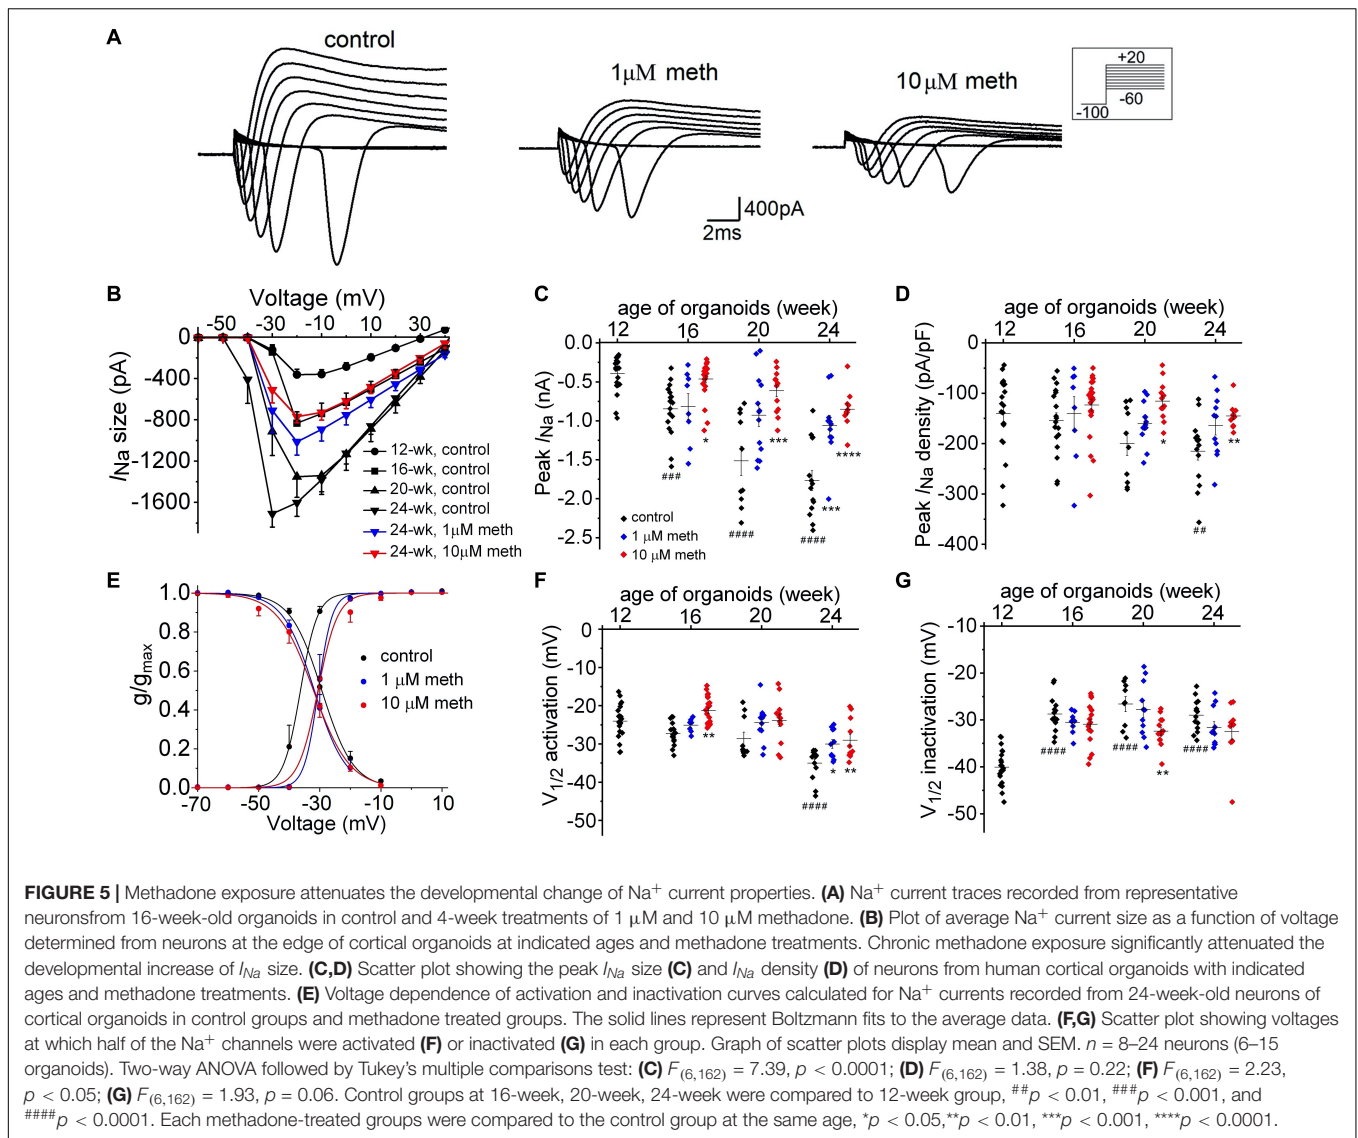 A
control
1μM meth
10 μM meth
+20
-60
-100
400pA
2ms
B
Voltage (mV)
-50 -30 -10 10 30
0
-400
-800
-1200
-1600
INa size (pA)
12-wk, control
16-wk, control
20-wk, control
24-wk, control
24-wk, 1μM meth
24-wk, 10μM meth
C
age of organoids (week)
12 16 20 24
0.0
-0.5
-1.0
-1.5
-2.0
-2.5
Peak INa (nA)
*
***
****
###
***
####
####
control
1 μM meth
10 μM meth
D
age of organoids (week)
12 16 20 24
0
-100
-200
-300
-400
Peak INa density (pA/pF)
*
**
##
E
1.0
0.8
0.6
0.4
0.2
0.0
g/gmax
control
1 μM meth
10 μM meth
-70 -50 -30 -10 10
Voltage (mV)
F
age of organoids (week)
12 16 20 24
0
-10
-20
-30
-40
-50
V1/2 activation (mV)
**
*
**
####
G
age of organoids (week)
12 16 20 24
-10
-20
-30
-40
-50
V1/2 inactivation (mV)
####
####
####
**
FIGURE 5 | Methadone exposure attenuates the developmental change of Na+ current properties. (A) Na+ current traces recorded from representative
neuronsfrom 16-week-old organoids in control and 4-week treatments of 1 μM and 10 μM methadone. (B) Plot of average Na+ current size as a function of voltage
determined from neurons at the edge of cortical organoids at indicated ages and methadone treatments. Chronic methadone exposure significantly attenuated the
developmental increase of INa size. (C,D) Scatter plot showing the peak INa size (C) and INa density (D) of neurons from human cortical organoids with indicated
ages and methadone treatments. (E) Voltage dependence of activation and inactivation curves calculated for Na+ currents recorded from 24-week-old neurons of
cortical organoids in control groups and methadone treated groups. The solid lines represent Boltzmann fits to the average data. (F,G) Scatter plot showing voltages
at which half of the Na+ channels were activated (F) or inactivated (G) in each group. Graph of scatter plots display mean and SEM. n = 8–24 neurons (6–15
organoids). Two-way ANOVA followed by Tukey's multiple comparisons test: (C) F(6,162) = 7.39, p < 0.0001; (D) F(6,162) = 1.38, p = 0.22; (F) F(6,162) = 2.23,
p < 0.05; (G) F(6,162) = 1.93, p = 0.06. Control groups at 16-week, 20-week, 24-week were compared to 12-week group, ##p < 0.01, ###p < 0.001, and
####p < 0.0001. Each methadone-treated groups were compared to the control group at the same age, *p < 0.05,**p < 0.01, ***p < 0.001, ****p < 0.0001.